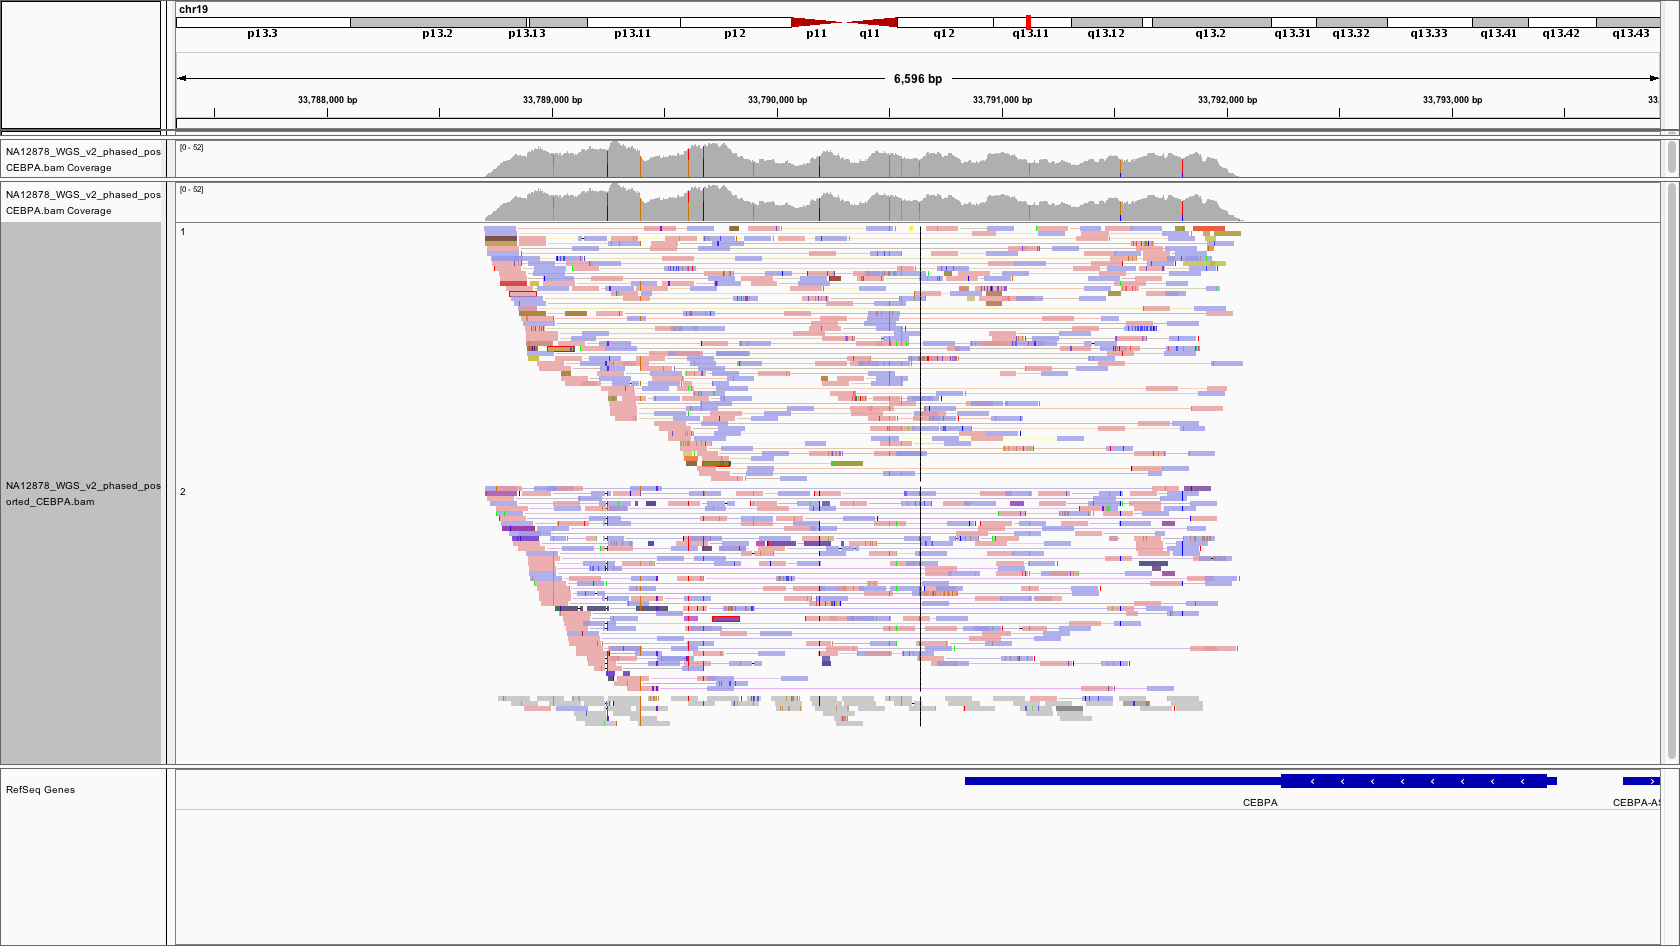 chr19
p13.3 p13.2 p13.13 p13.11 p12 p11 q11 q12 q13.11 q13.12 q13.2 q13.31 q13.32 q13.33 q13.41 q13.42 q13.43
6,596 bp
33,788,000 bp 33,789,000 bp 33,790,000 bp 33,791,000 bp 33,792,000 bp 33,793,000 bp 33,
NA12878_WGS_v2_phased_pos
CEBPA.bam Coverage
[0 - 52]
NA12878_WGS_v2_phased_pos
CEBPA.bam Coverage
[0 - 52]
1
NA12878_WGS_v2_phased_pos
orted_CEBPA.bam
2
RefSeq Genes
CEBPA CEBPA-AS